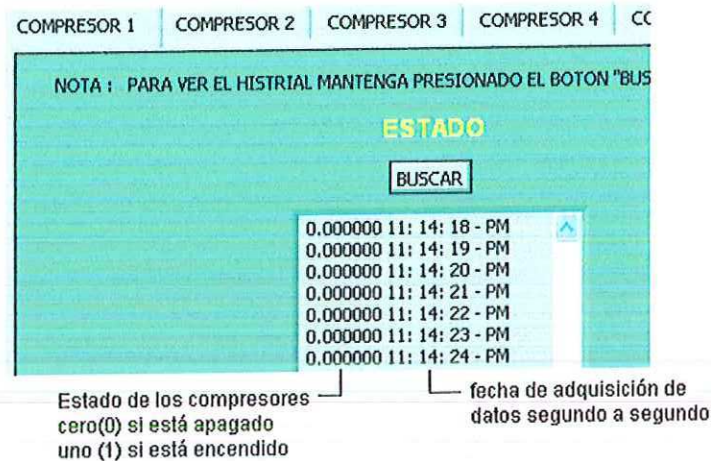 COMPRESOR 1 COMPRESOR 2 COMPRESOR 3 COMPRESOR 4 CO
NOTA : PARA VER EL HISTRIAL MANTENGA PRESIONADO EL BOTON "BUS
ESTADO
BUSCAR
0.000000 11: 14: 18 - PM
0.000000 11: 14: 19 - PM
0.000000 11: 14: 20 - PM
0.000000 11: 14: 21 - PM
0.000000 11: 14: 22 - PM
0.000000 11: 14: 23 - PM
0.000000 11: 14: 24 - PM
Estado de los compresores
cero(0) si está apagado
uno (1) si está encendido
fecha de adquisición de
datos segundo a segundo